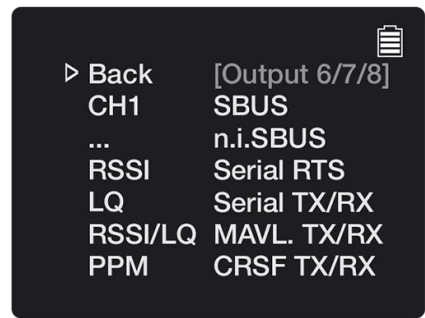 Back [Output 6/7/8]
CH1 SBUS
... n.i.SBUS
RSSI Serial RTS
LQ Serial TX/RX
RSSI/LQ MAVL. TX/RX
PPM CRSF TX/RX